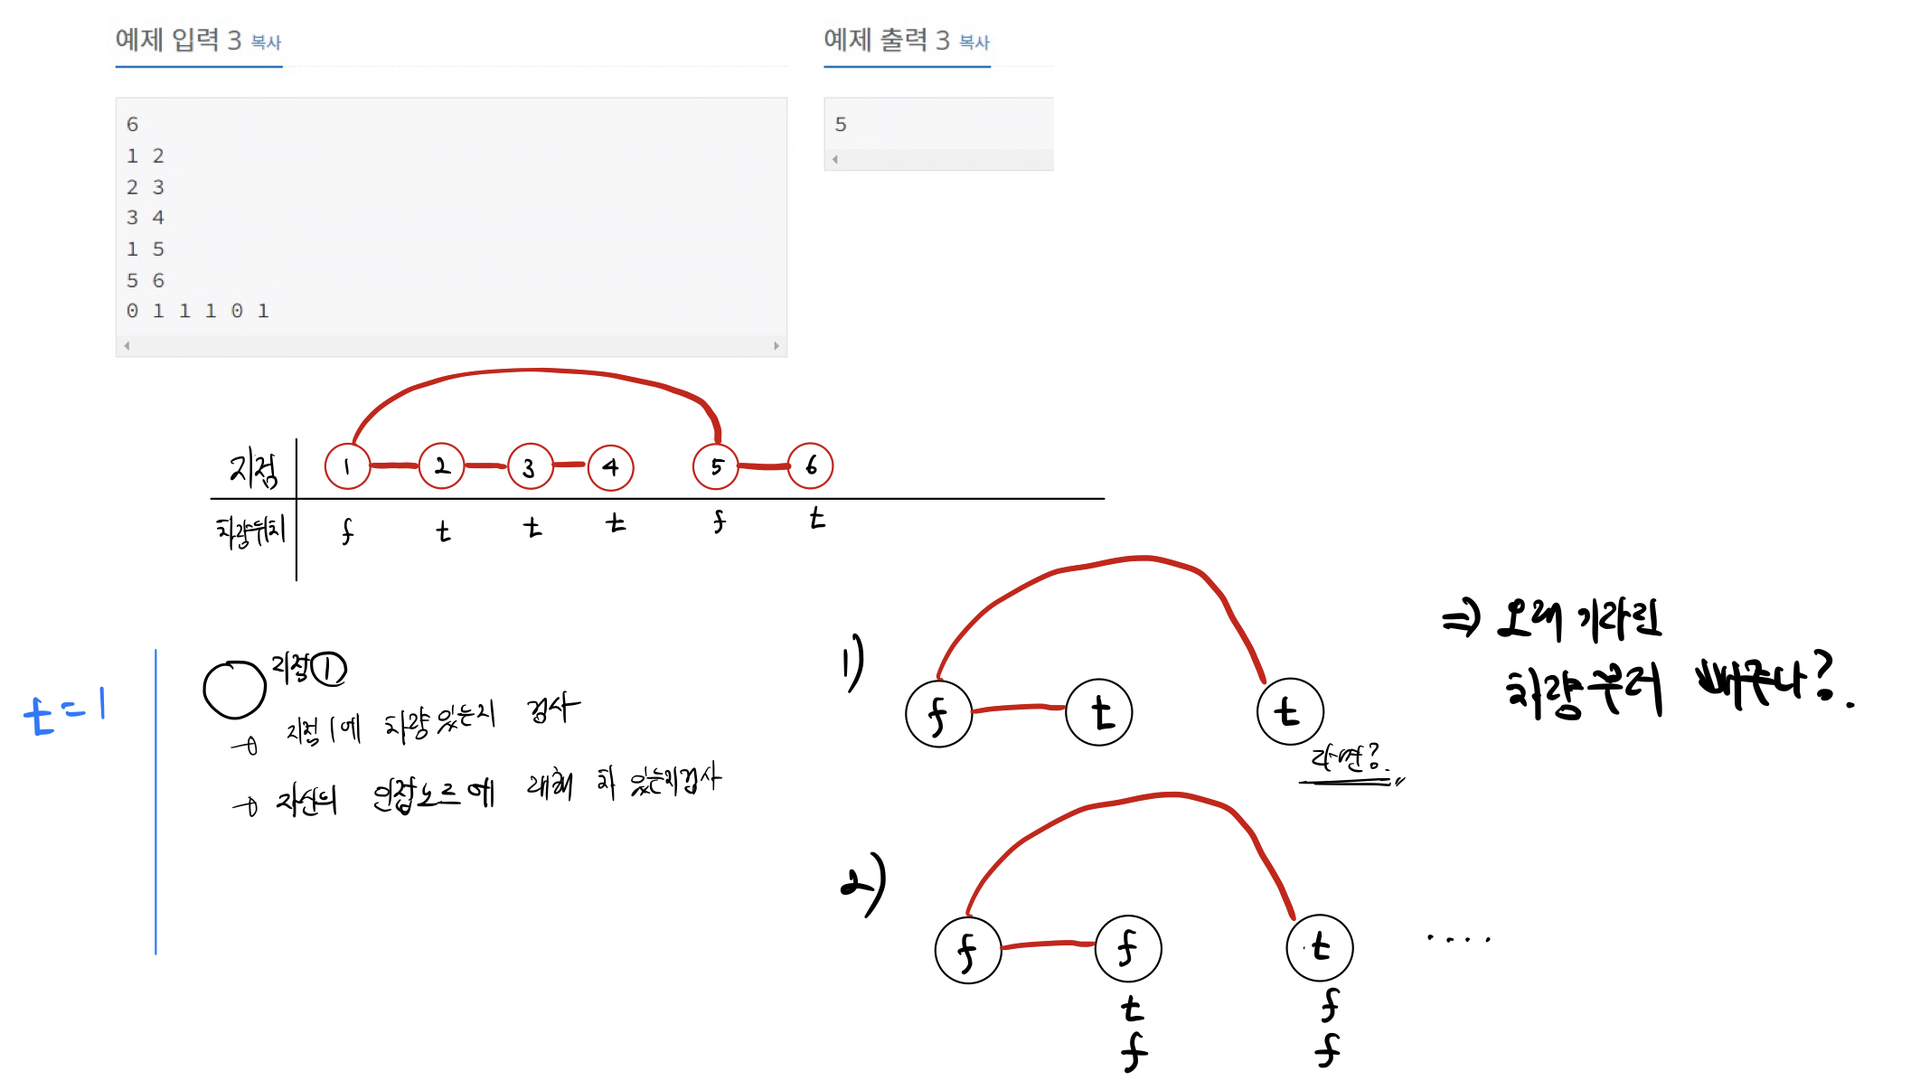 예제 입력 3 복사
예제 출력 3 복사
6
1 2
2 3
3 4
1 5
5 6
0 1 1 1 0 1
5
지점 1 2 3 4 5 6
차량위치 f t t t f t
t=1
지점 ①
→ 지점 1에 차량 있는지 검사
→ 자신의 인접노드에 대해 차 있는지 검사
1)
f t t
라면?
⇒ 오래 기다린
차량부터 빼주나?.
2)
f f t ....
t f
f f